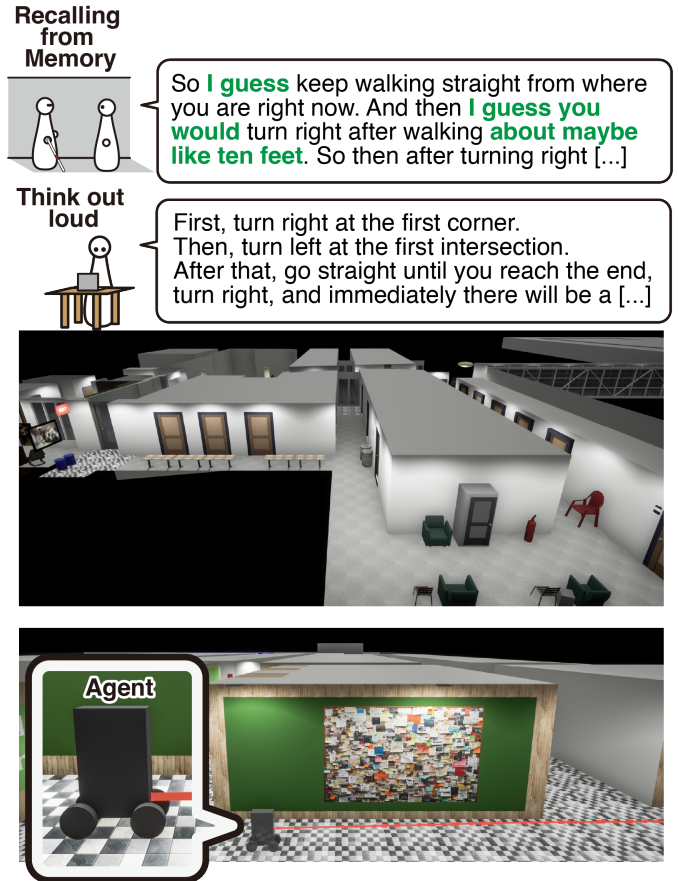 Recalling
from
Memory
So I guess keep walking straight from where
you are right now. And then I guess you
would turn right after walking about maybe
like ten feet. So then after turning right [...]
Think out
loud
First, turn right at the first corner.
Then, turn left at the first intersection.
After that, go straight until you reach the end,
turn right, and immediately there will be a [...]
Agent